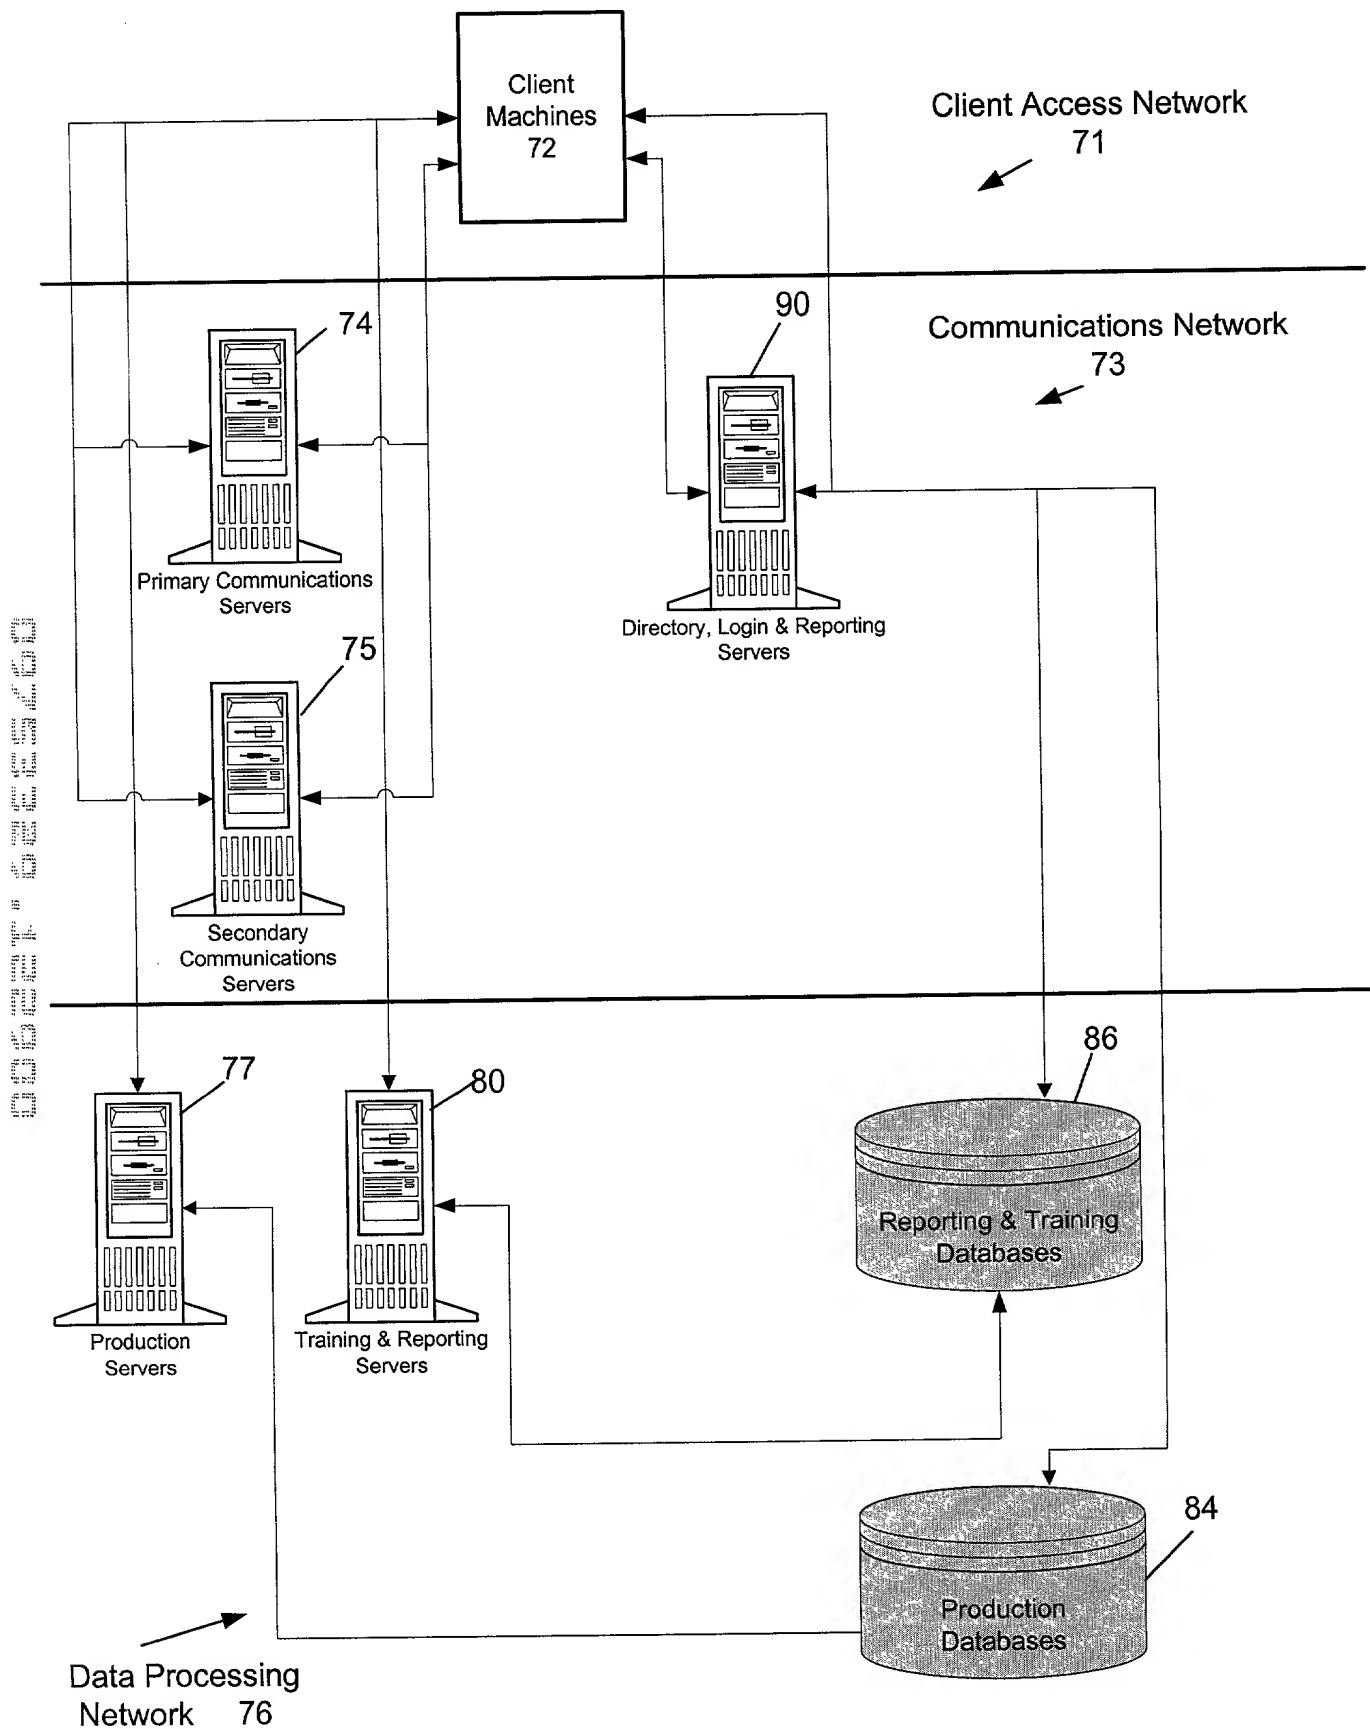 Client
Machines
72
Client Access Network
71
74
90
Communications Network
73
Primary Communications
Servers
Directory, Login & Reporting
Servers
75
Secondary
Communications
Servers
77
80
86
Reporting & Training
Databases
Production
Servers
Training & Reporting
Servers
84
Production
Databases
Data Processing
Network 76